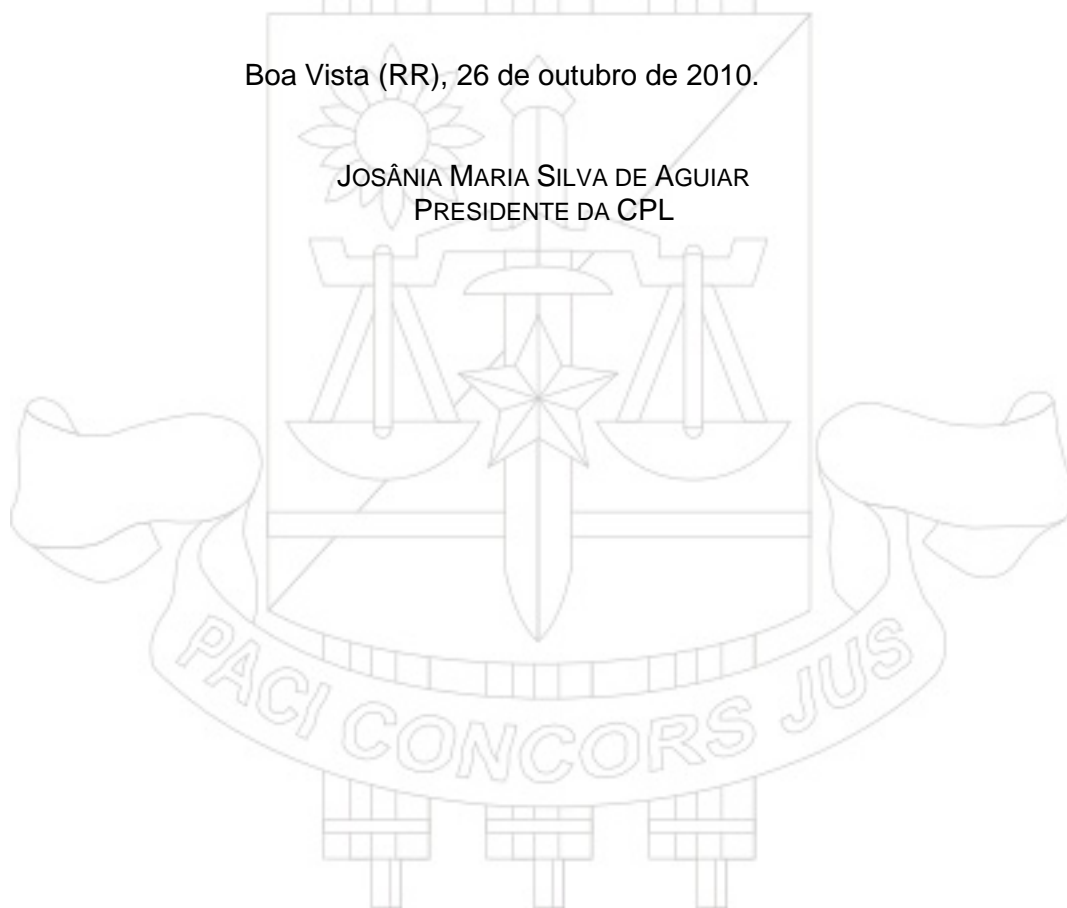 Boa Vista (RR), 26 de outubro de 2010.
JOSÂNIA MARIA SILVA DE AGUIAR
PRESIDENTE DA CPL
PACI CONCORS JUS